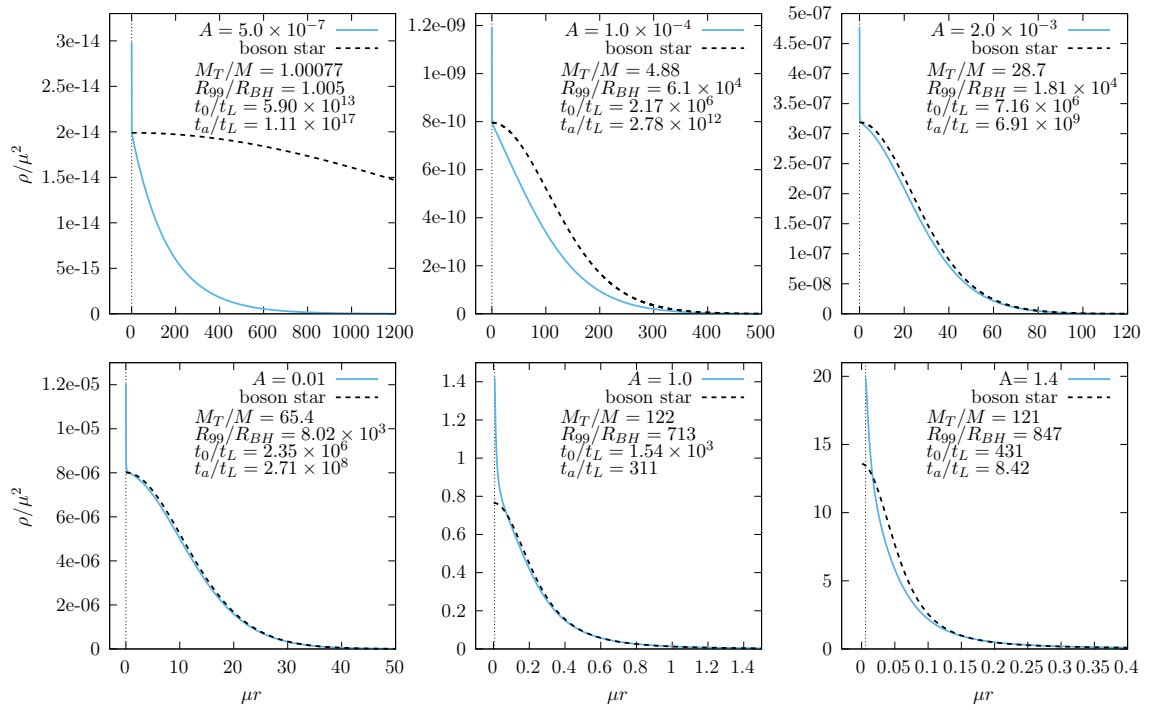 A = 5.0 × 10^-7
boson star
M_T/M = 1.00077
R_99/R_BH = 1.005
t_0/t_L = 5.90 × 10^13
t_a/t_L = 1.11 × 10^17
3e-14
2.5e-14
2e-14
1.5e-14
1e-14
5e-15
0
ρ/μ²
0 200 400 600 800 1000 1200
A = 1.0 × 10^-4
boson star
M_T/M = 4.88
R_99/R_BH = 6.1 × 10^4
t_0/t_L = 2.17 × 10^6
t_a/t_L = 2.78 × 10^12
1.2e-09
1e-09
8e-10
6e-10
4e-10
2e-10
0
0 100 200 300 400 500
A = 2.0 × 10^-3
boson star
M_T/M = 28.7
R_99/R_BH = 1.81 × 10^4
t_0/t_L = 7.16 × 10^6
t_a/t_L = 6.91 × 10^9
5e-07
4.5e-07
4e-07
3.5e-07
3e-07
2.5e-07
2e-07
1.5e-07
1e-07
5e-08
0
0 20 40 60 80 100 120
A = 0.01
boson star
M_T/M = 65.4
R_99/R_BH = 8.02 × 10^3
t_0/t_L = 2.35 × 10^6
t_a/t_L = 2.71 × 10^8
1.2e-05
1e-05
8e-06
6e-06
4e-06
2e-06
0
ρ/μ²
0 10 20 30 40 50
μr
A = 1.0
boson star
M_T/M = 122
R_99/R_BH = 713
t_0/t_L = 1.54 × 10^3
t_a/t_L = 311
1.4
1.2
1
0.8
0.6
0.4
0.2
0
0 0.2 0.4 0.6 0.8 1 1.2 1.4
μr
A= 1.4
boson star
M_T/M = 121
R_99/R_BH = 847
t_0/t_L = 431
t_a/t_L = 8.42
20
15
10
5
0
0 0.05 0.1 0.15 0.2 0.25 0.3 0.35 0.4
μr